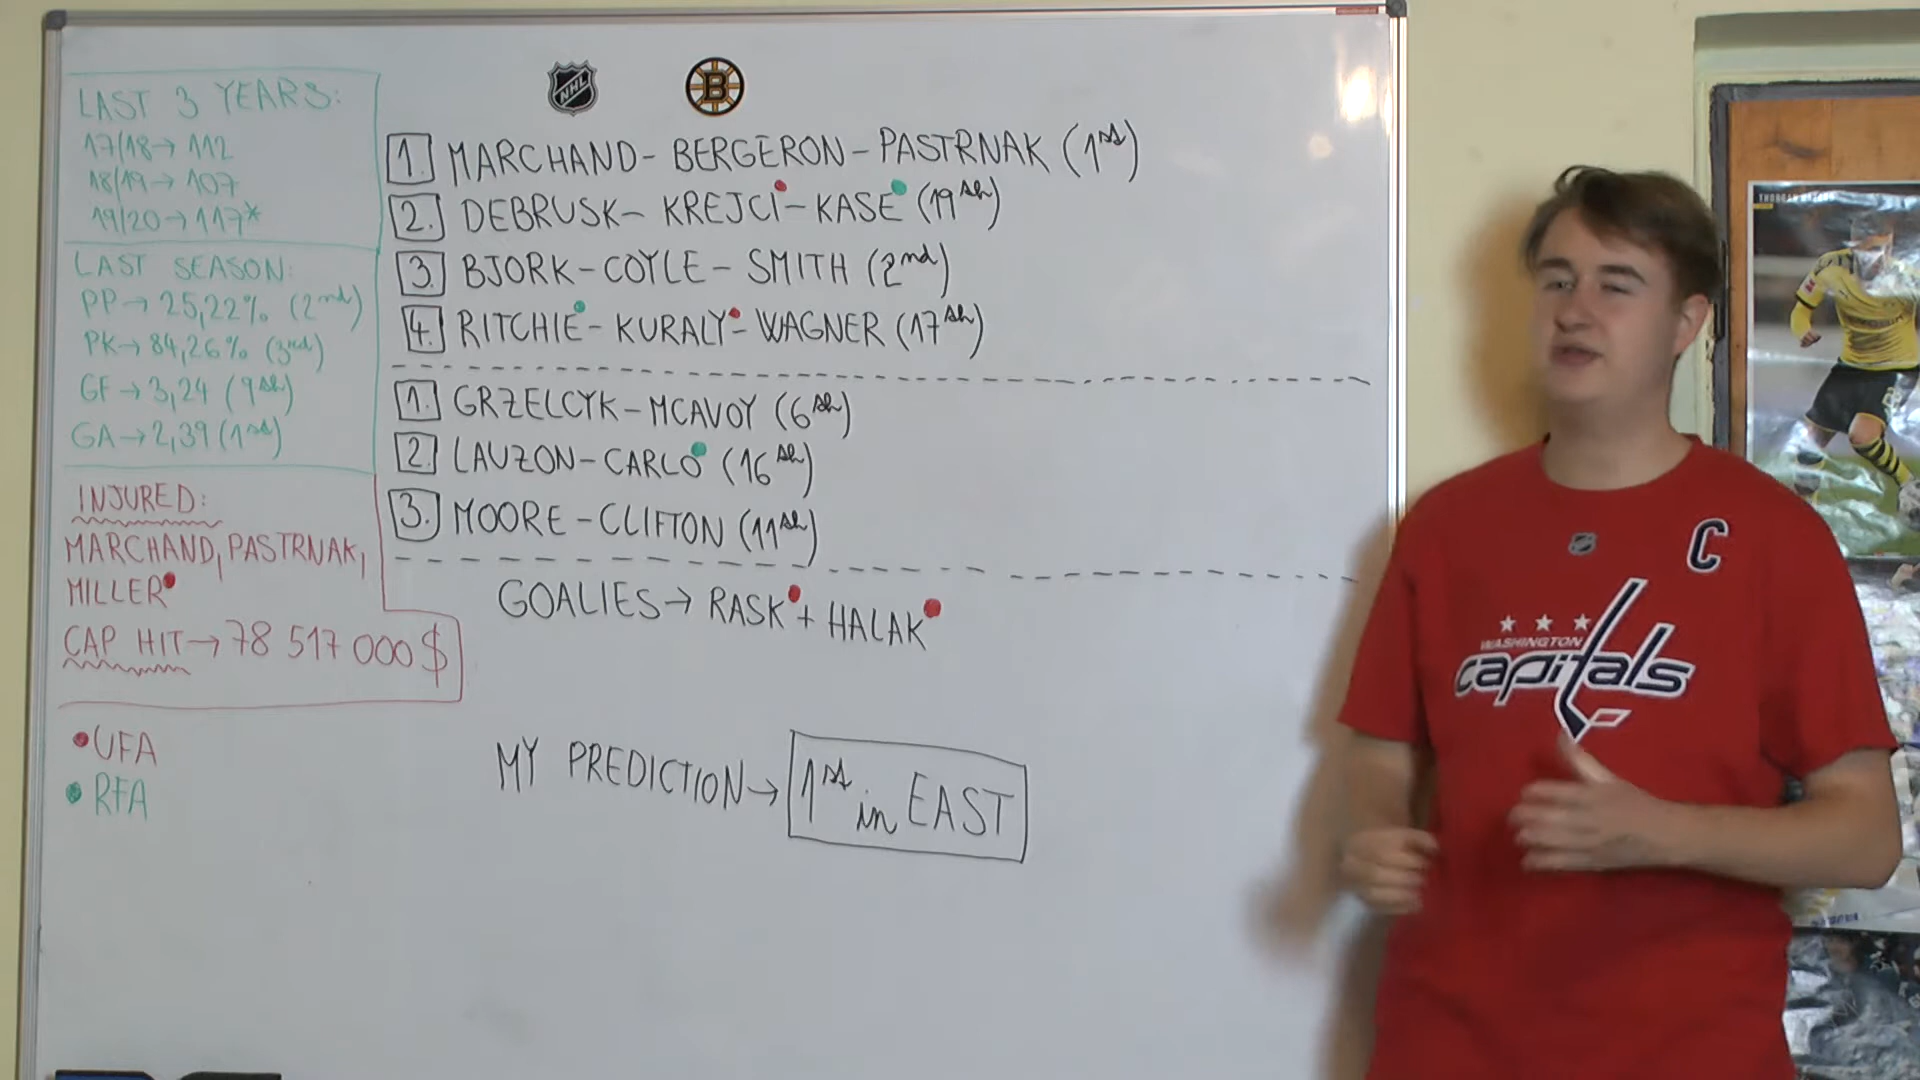 LAST 3 YEARS:
17/18→ 112
18/19→ 107
19/20→ 117*
LAST SEASON:
PP→ 25,22% (2nd)
PK→ 84,26% (3rd)
GF→ 3,24 (9th)
GA→ 2,39 (1st)
INJURED:
MARCHAND, PASTRNAK,
MILLER
CAP HIT→ 78 517 000$
UFA
RFA
NHL
B
1. MARCHAND- BERGERON- PASTRNAK (1st)
2. DEBRUSK- KREJCI- KASE (19th)
3. BJORK- COYLE- SMITH (2nd)
4. RITCHIE- KURALY- WAGNER (17th)
1. GRZELCYK- MCAVOY (6th)
2. LAUZON- CARLO (16th)
3. MOORE- CLIFTON (11th)
GOALIES→ RASK + HALAK
MY PREDICTION→ 1st in EAST
C
WASHINGTON
capitals